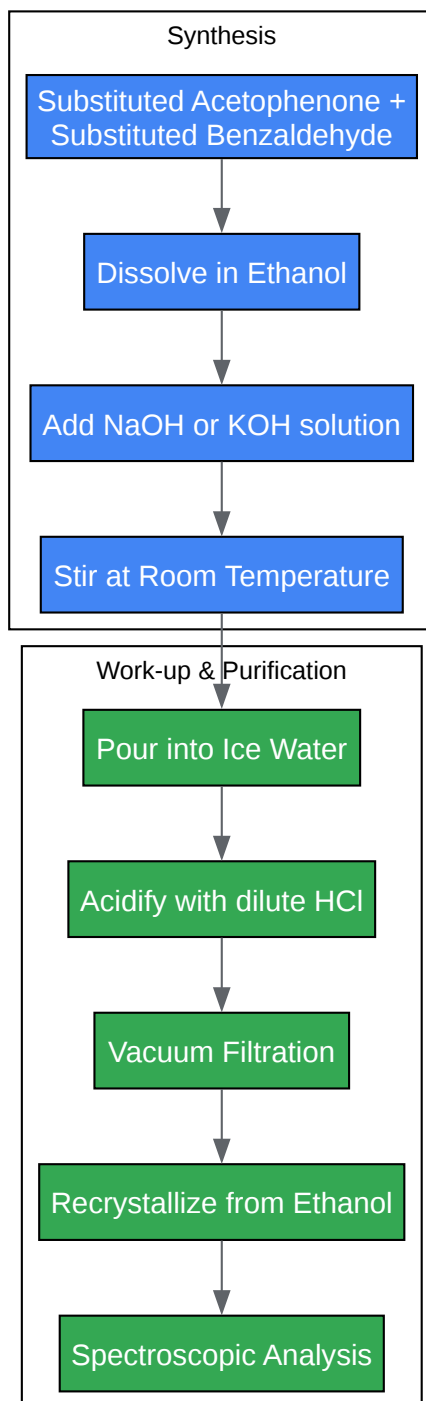 Synthesis
Substituted Acetophenone +
Substituted Benzaldehyde
Dissolve in Ethanol
Add NaOH or KOH solution
Stir at Room Temperature
Work-up & Purification
Pour into Ice Water
Acidify with dilute HCl
Vacuum Filtration
Recrystallize from Ethanol
Spectroscopic Analysis